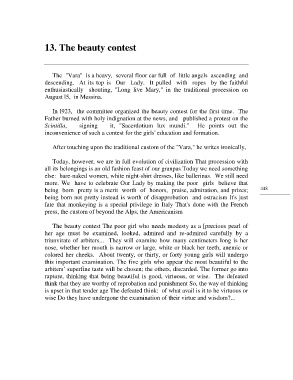 13. The beauty contest
The "Vara" is a heavy, several floor car full of little angels ascending and
descending. At its top is Our Lady. It pulled with ropes by the faithful
enthusiastically shouting, "Long live Mary," in the traditional procession on
August 15, in Messina.
In 1923, the committee organized the beauty contest for the first time. The
Father burned with holy indignation at the news, and published a protest on the
Scintilla, signing it, "Sacerdotium lux mundi." He points out the
inconvenience of such a contest for the girls' education and formation.
After touching upon the traditional custom of the "Vara," he writes ironically,
Today, however, we are in full evolution of civilization That procession with
all its belongings is an old fashion feast of our grampas Today we need something
else: bare-naked women, white night-shirt dresses, like ballerinas. We still need
more. We have to celebrate Our Lady by making the poor girls believe that
being born pretty is a merit worth of honors, praise, admiration, and prizes;
being born not pretty instead is worth of disapprobation and ostracism It's just
fate that monkeying is a special privilege to Italy That's done with the French
press, the custom of beyond the Alps, the Americanism
The beauty contest The poor girl who needs modesty as a precious pearl of
her age must be examined, looked, admired and re-admired carefully by a
triumvirate of arbiters... They will examine how many centimeters long is her
nose, whether her mouth is narrow or large, white or black her teeth, anemic or
colored her cheeks. About twenty, or thirty, or forty young girls will undergo
this important examination. The five girls who appear the most beautiful to the
arbiters' superfine taste will be chosen; the others, discarded. The former go into
rapture, thinking that being beautiful is good, virtuous, or wise. The defeated
think that they are worthy of reprobation and punishment So, the way of thinking
is upset in that tender age The defeated think: of what avail is it to be virtuous or
wise Do they have undergone the examination of their virtue and wisdom?...